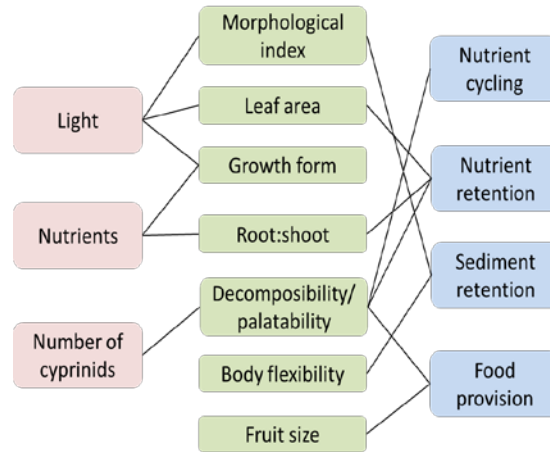 Morphological
index
Leaf area
Growth form
Root:shoot
Decomposibility/
palatability
Body flexibility
Fruit size
Light
Nutrients
Number of
cyprinids
Nutrient
cycling
Nutrient
retention
Sediment
retention
Food
provision